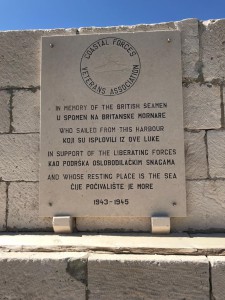 COASTAL FORCES
VETERANS ASSOCIATION
IN MEMORY OF THE BRITISH SEAMEN
U SPOMEN NA BRITANSKE MORNARE
WHO SAILED FROM THIS HARBOUR
KOJI SU ISPLOVILI IZ OVE LUKE
IN SUPPORT OF THE LIBERATING FORCES
KAO PODRŠKA OSLOBODILAČKIM SNAGAMA
AND WHOSE RESTING PLACE IS THE SEA
ČIJE POČIVALIŠTE JE MORE
1943-1945